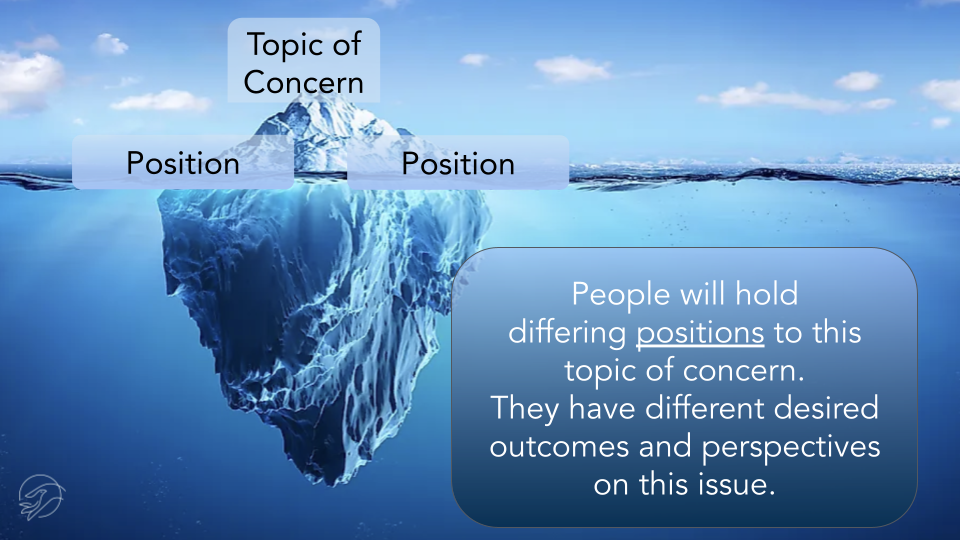 Topic of
Concern
Position
Position
People will hold
differing positions to this
topic of concern.
They have different desired
outcomes and perspectives
on this issue.